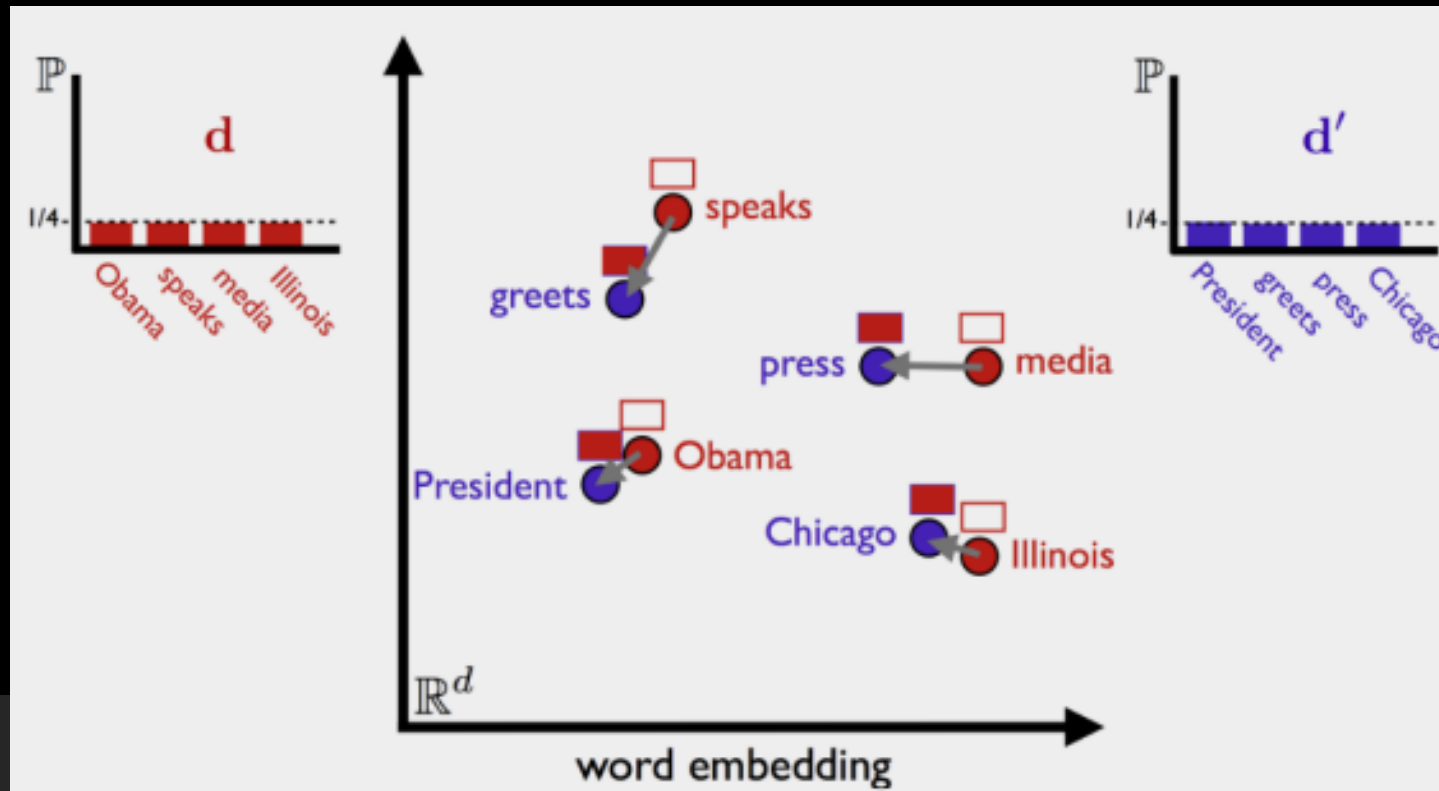 ℙ
d
1/4
Obama
speaks
media
Illinois
speaks
greets
press
media
Obama
President
Chicago
Illinois
ℝᵈ
word embedding
ℙ
d′
1/4
President
greets
press
Chicago